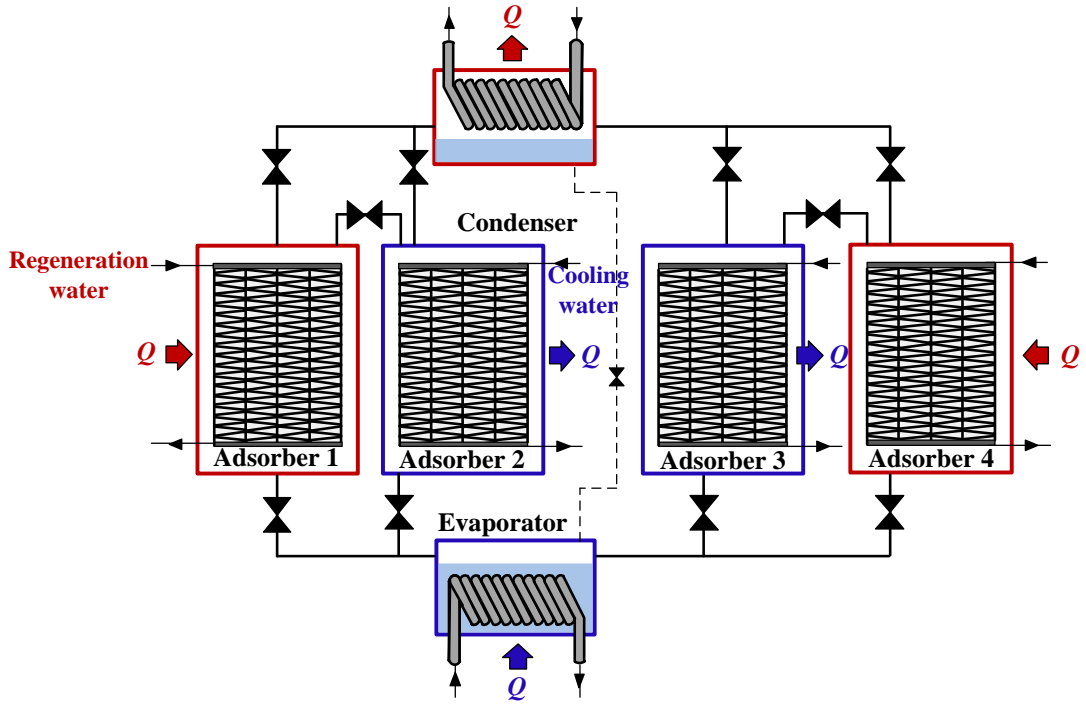 Q
Condenser
Regeneration
water
Cooling
water
Q
Q
Q
Q
Adsorber 1
Adsorber 2
Adsorber 3
Adsorber 4
Evaporator
Q